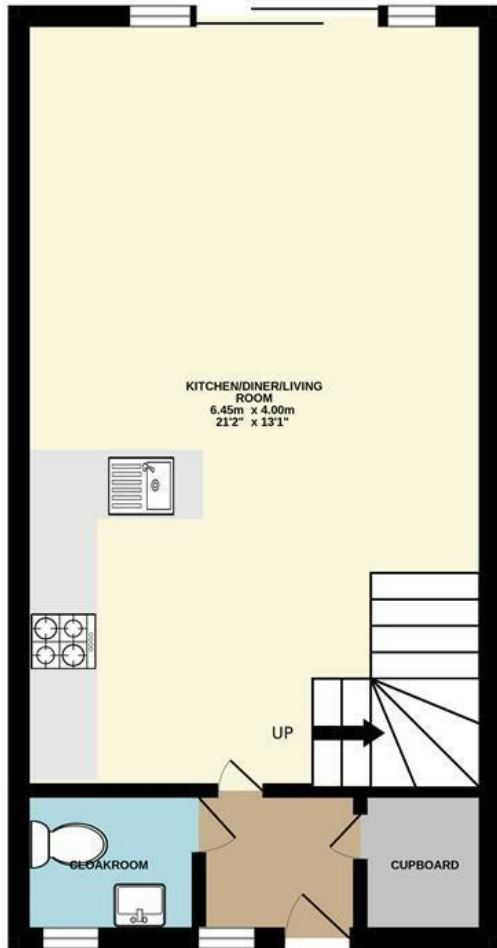 KITCHEN/DINER/LIVING
ROOM
6.45m x 4.00m
21'2" x 13'1"
UP
CLOAKROOM
CUPBOARD